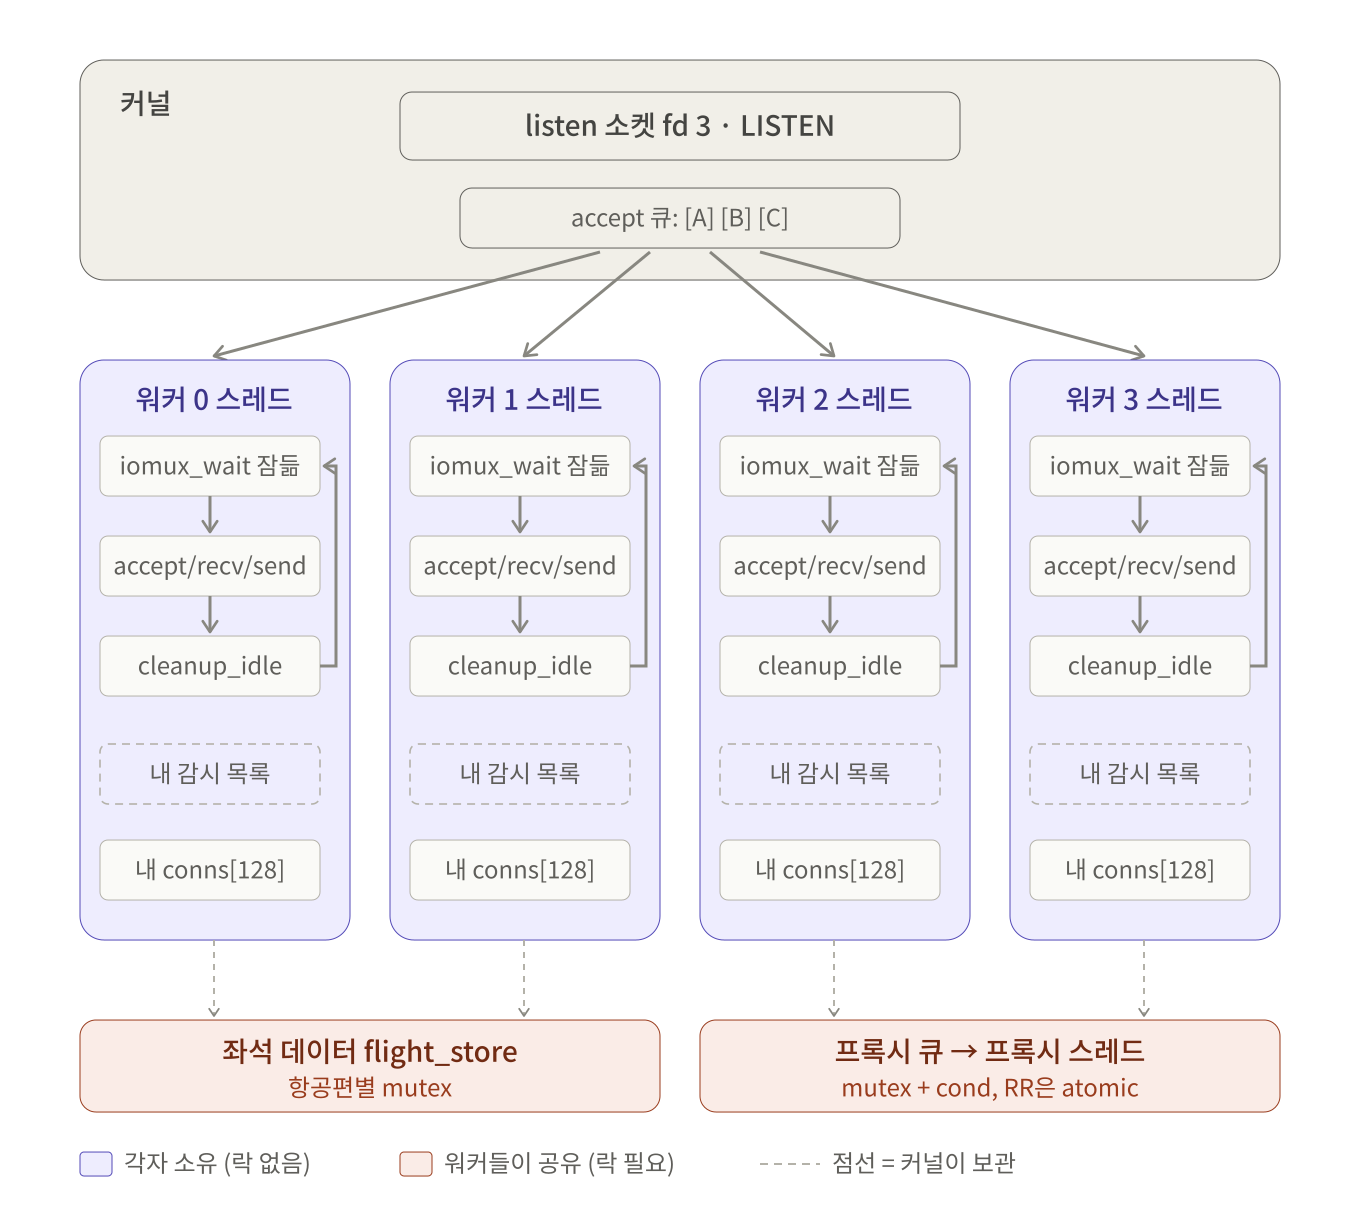 커널
listen 소켓 fd 3 · LISTEN
accept 큐: [A] [B] [C]
워커 0 스레드
iomux_wait 잠듦
accept/recv/send
cleanup_idle
내 감시 목록
내 conns[128]
워커 1 스레드
iomux_wait 잠듦
accept/recv/send
cleanup_idle
내 감시 목록
내 conns[128]
워커 2 스레드
iomux_wait 잠듦
accept/recv/send
cleanup_idle
내 감시 목록
내 conns[128]
워커 3 스레드
iomux_wait 잠듦
accept/recv/send
cleanup_idle
내 감시 목록
내 conns[128]
좌석 데이터 flight_store
항공편별 mutex
프록시 큐 → 프록시 스레드
mutex + cond, RR은 atomic
각자 소유 (락 없음)
워커들이 공유 (락 필요)
점선 = 커널이 보관